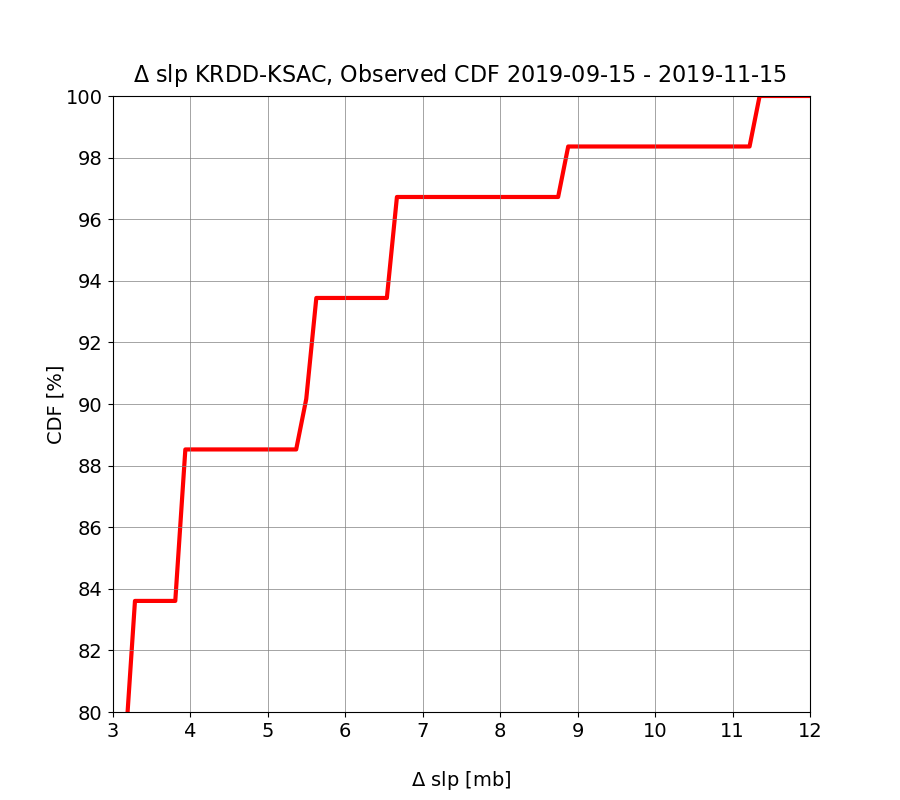 Δ slp KRDD-KSAC, Observed CDF 2019-09-15 - 2019-11-15
100
98
96
94
92
90
88
86
84
82
80
CDF [%]
3 4 5 6 7 8 9 10 11 12
Δ slp [mb]